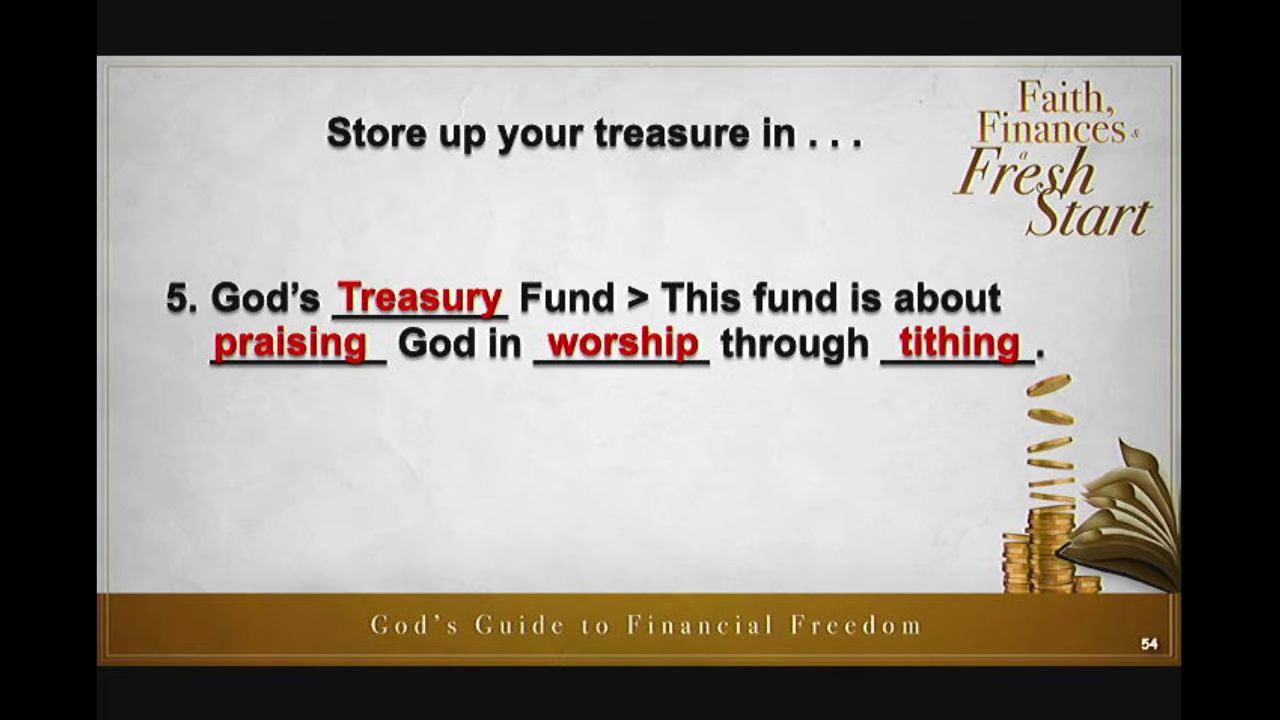 Faith,
Finances &
a
Fresh
Start
Store up your treasure in . . .
5. God's Treasury Fund > This fund is about
praising God in worship through tithing.
God's Guide to Financial Freedom
54